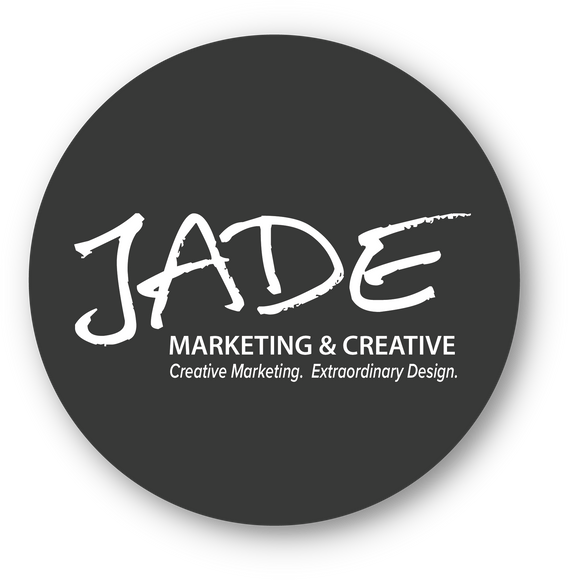 JADE
MARKETING & CREATIVE
Creative Marketing.  Extraordinary Design.